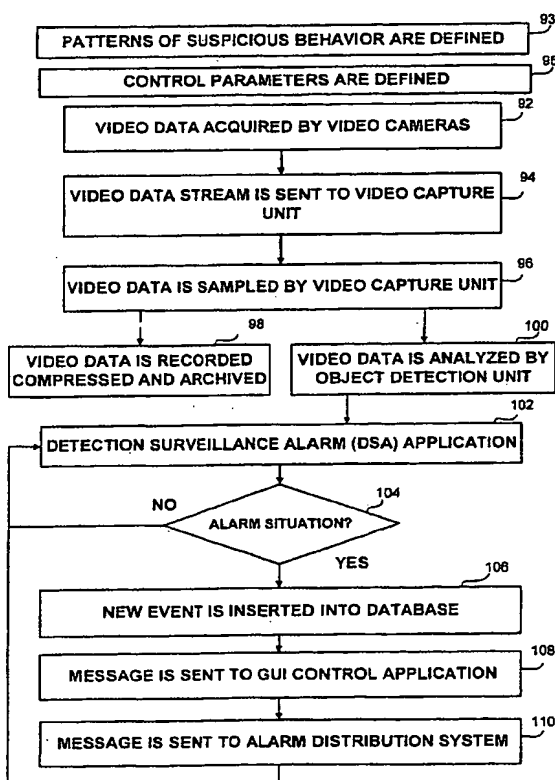 93
PATTERNS OF SUSPICIOUS BEHAVIOR ARE DEFINED
95
CONTROL PARAMETERS ARE DEFINED
92
VIDEO DATA ACQUIRED BY VIDEO CAMERAS
94
VIDEO DATA STREAM IS SENT TO VIDEO CAPTURE
UNIT
96
VIDEO DATA IS SAMPLED BY VIDEO CAPTURE UNIT
98
VIDEO DATA IS RECORDED
COMPRESSED AND ARCHIVED
100
VIDEO DATA IS ANALYZED BY
OBJECT DETECTION UNIT
102
DETECTION SURVEILLANCE ALARM (DSA) APPLICATION
104
NO
ALARM SITUATION?
YES
106
NEW EVENT IS INSERTED INTO DATABASE
108
MESSAGE IS SENT TO GUI CONTROL APPLICATION
110
MESSAGE IS SENT TO ALARM DISTRIBUTION SYSTEM